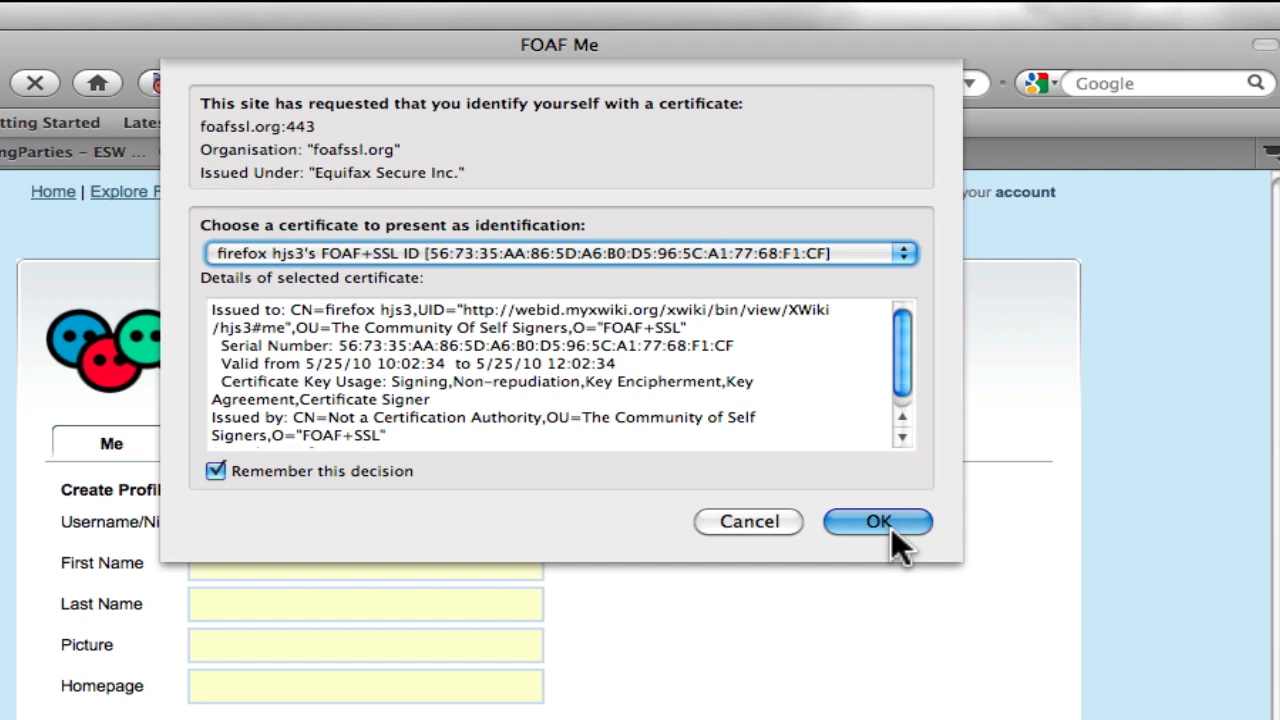 FOAF Me
Google
tting Started Late
ngParties – ESW ...
Home | Explore F
your account
This site has requested that you identify yourself with a certificate:
foafssl.org:443
Organisation: "foafssl.org"
Issued Under: "Equifax Secure Inc."
Choose a certificate to present as identification:
firefox hjs3's FOAF+SSL ID [56:73:35:AA:86:5D:A6:B0:D5:96:5C:A1:77:68:F1:CF]
Details of selected certificate:
Issued to: CN=firefox hjs3,UID="http://webid.myxwiki.org/xwiki/bin/view/XWiki
/hjs3#me",OU=The Community Of Self Signers,O="FOAF+SSL"
Serial Number: 56:73:35:AA:86:5D:A6:B0:D5:96:5C:A1:77:68:F1:CF
Valid from 5/25/10 10:02:34 to 5/25/10 12:02:34
Certificate Key Usage: Signing,Non-repudiation,Key Encipherment,Key
Agreement,Certificate Signer
Issued by: CN=Not a Certification Authority,OU=The Community of Self
Signers,O="FOAF+SSL"
Remember this decision
Cancel
OK
Me
Create Profil
Username/Ni
First Name
Last Name
Picture
Homepage